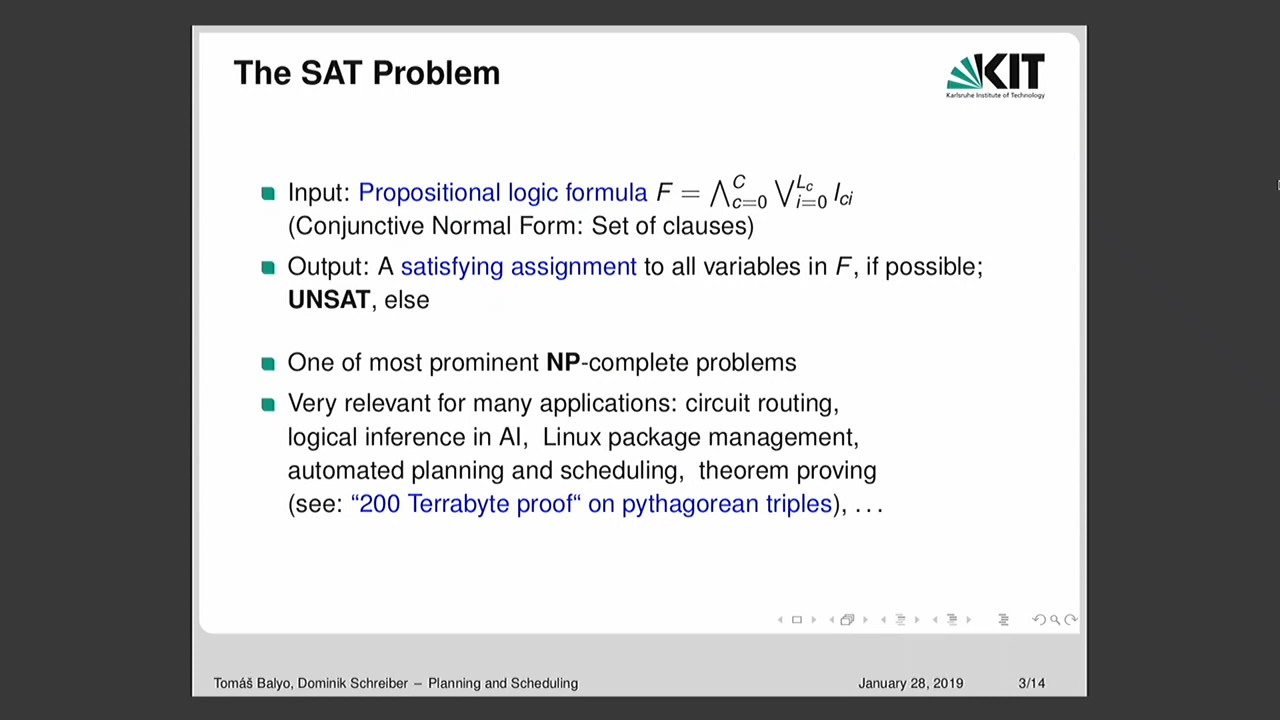 The SAT Problem
KIT
Karlsruhe Institute of Technology
Input: Propositional logic formula F = ⋀_{c=0}^{C} ⋁_{i=0}^{L_c} l_{ci}
(Conjunctive Normal Form: Set of clauses)
Output: A satisfying assignment to all variables in F, if possible;
UNSAT, else
One of most prominent NP-complete problems
Very relevant for many applications: circuit routing,
logical inference in AI, Linux package management,
automated planning and scheduling, theorem proving
(see: “200 Terrabyte proof“ on pythagorean triples), . . .
Tomáš Balyo, Dominik Schreiber – Planning and Scheduling
January 28, 2019
3/14